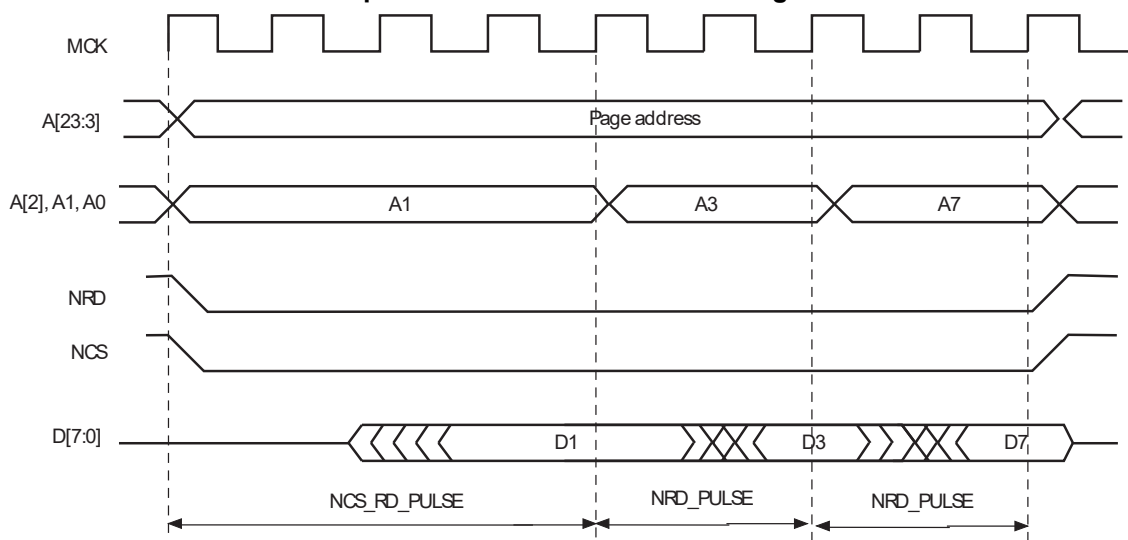 MCK
A[23:3]
Page address
A[2], A1, A0
A1
A3
A7
NRD
NCS
D[7:0]
D1
D3
D7
NCS_RD_PULSE
NRD_PULSE
NRD_PULSE